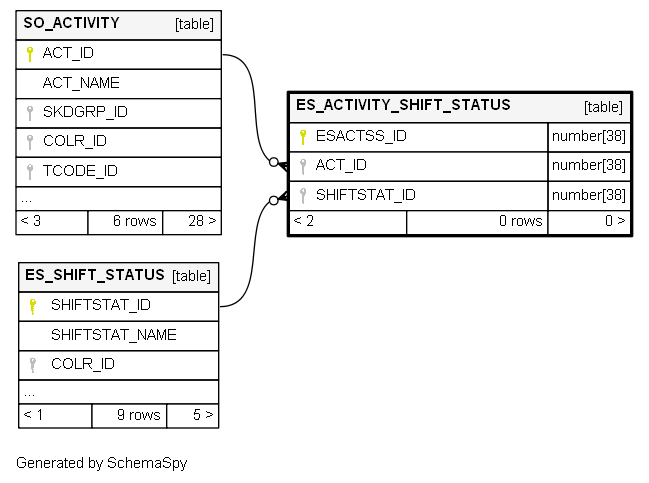 SO_ACTIVITY [table]
ACT_ID
ACT_NAME
SKDGRP_ID
COLR_ID
TCODE_ID
...
< 3 6 rows 28 >
ES_ACTIVITY_SHIFT_STATUS [table]
ESACTSS_ID number[38]
ACT_ID number[38]
SHIFTSTAT_ID number[38]
< 2 0 rows 0 >
ES_SHIFT_STATUS [table]
SHIFTSTAT_ID
SHIFTSTAT_NAME
COLR_ID
...
< 1 9 rows 5 >
Generated by SchemaSpy